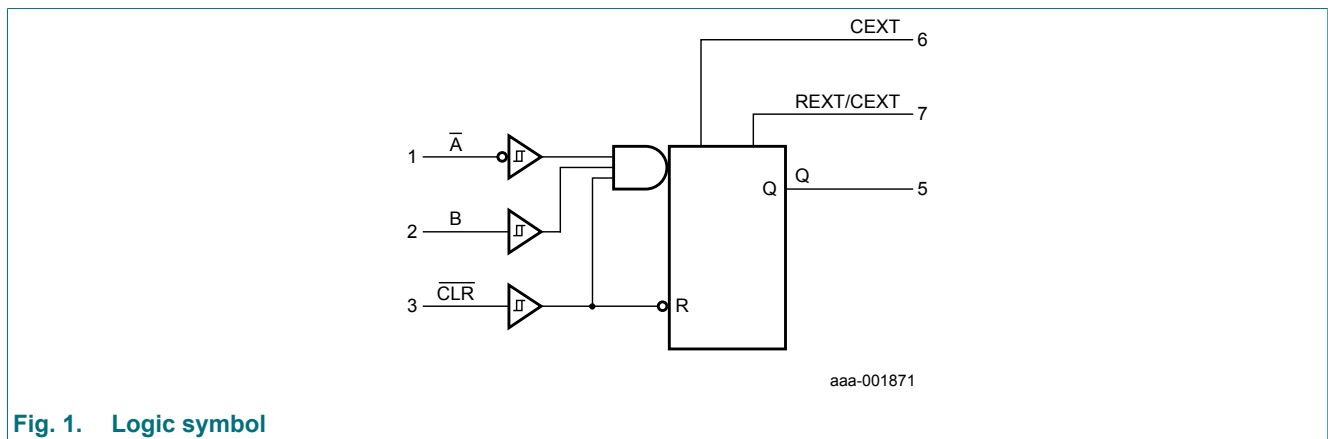 CEXT
6
REXT/CEXT
7
1
A
2
B
3
CLR
Q
Q
5
R
aaa-001871
Fig. 1. Logic symbol